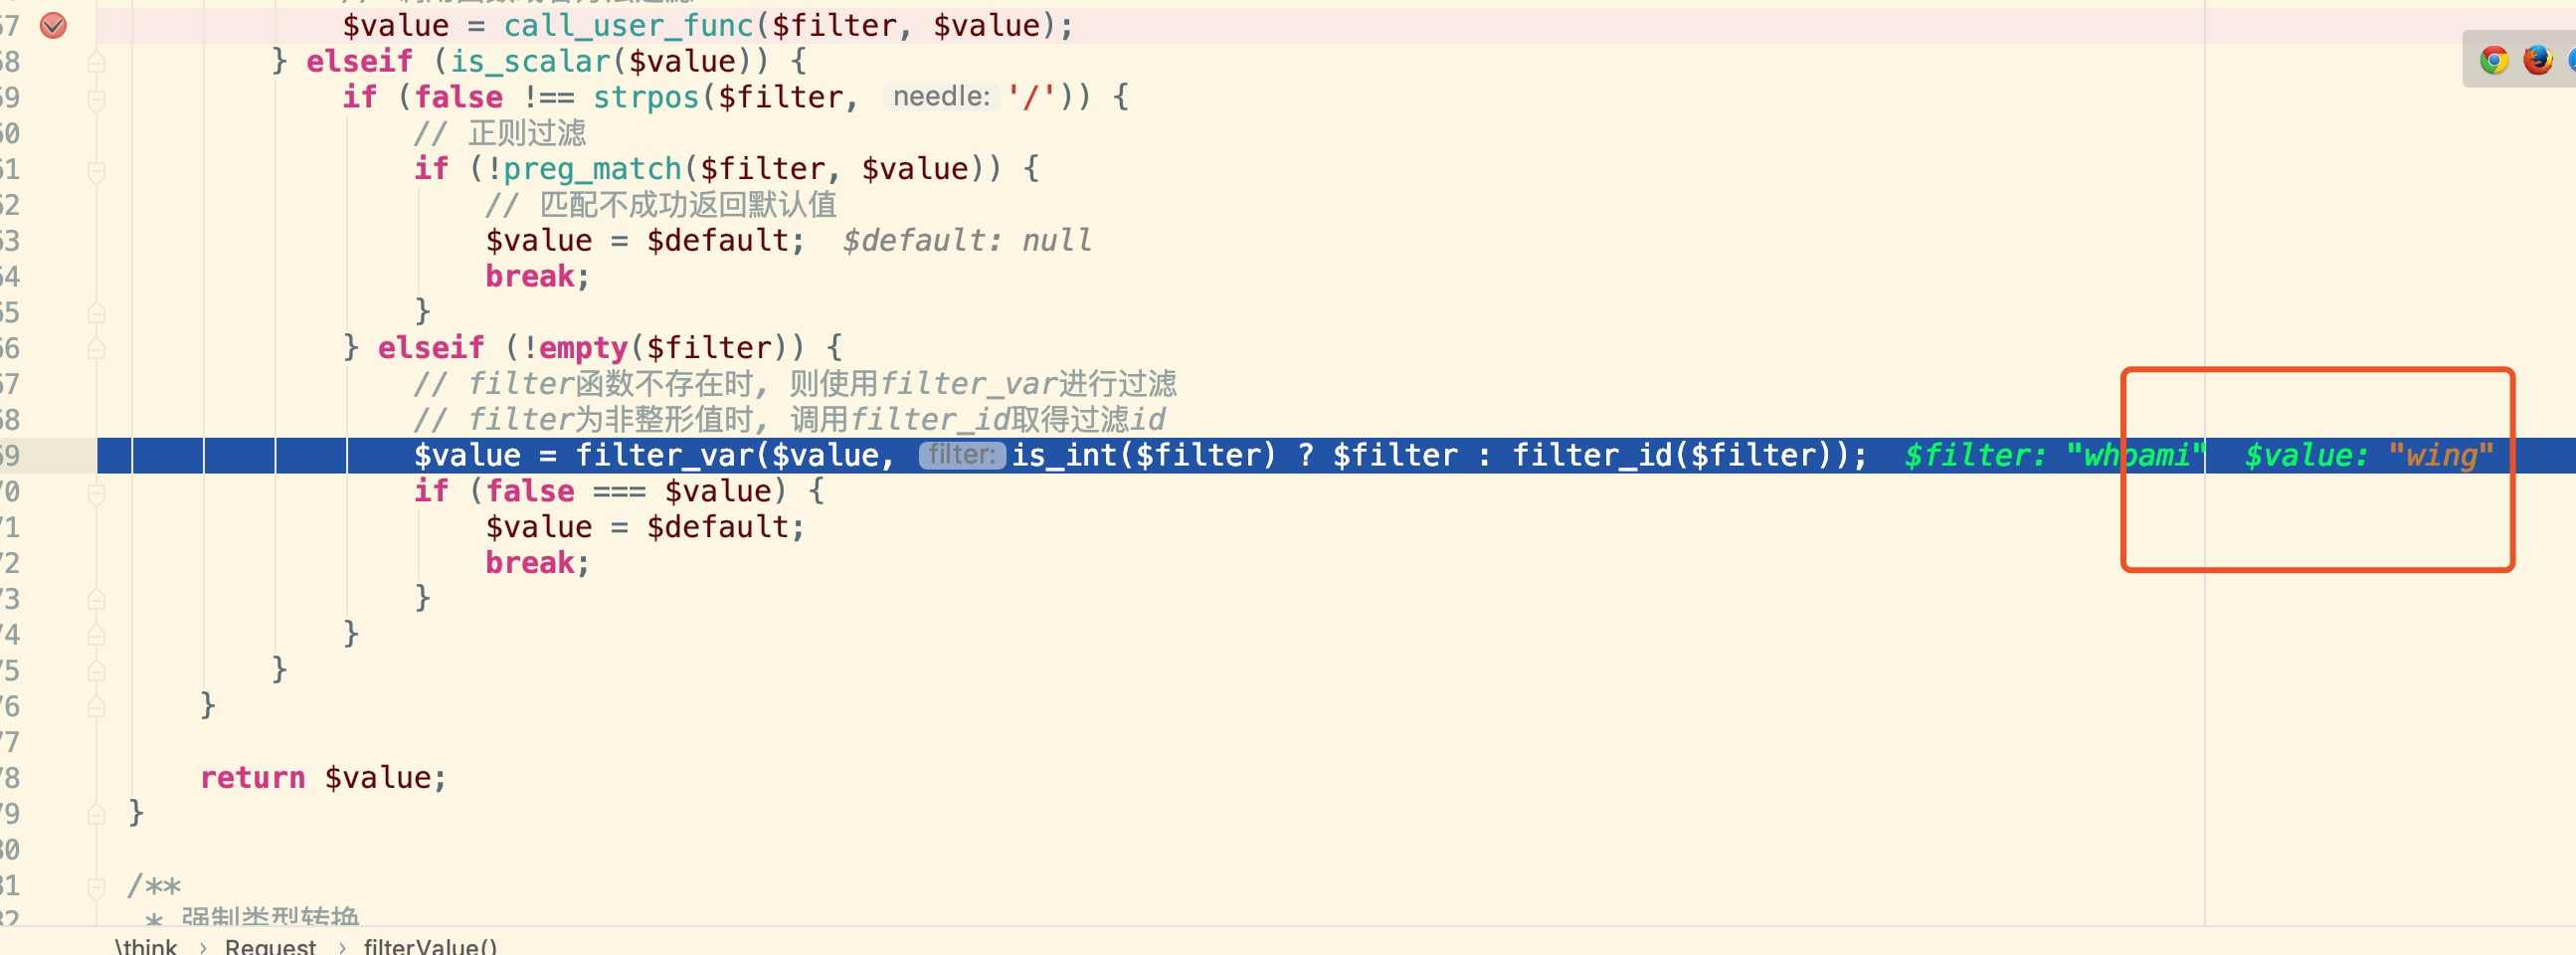 57 $value = call_user_func($filter, $value);
58 } elseif (is_scalar($value)) {
59 if (false !== strpos($filter, needle: '/')) {
60 // 正则过滤
61 if (!preg_match($filter, $value)) {
62 // 匹配不成功返回默认值
63 $value = $default; $default: null
64 break;
65 }
66 } elseif (!empty($filter)) {
67 // filter函数不存在时, 则使用filter_var进行过滤
68 // filter为非整形值时, 调用filter_id取得过滤id
69 $value = filter_var($value, filter: is_int($filter) ? $filter : filter_id($filter)); $filter: "whoami" $value: "wing"
70 if (false === $value) {
71 $value = $default;
72 break;
73 }
74 }
75 }
76 }
77
78 return $value;
79 }
80
81 /**
82 * 强制类型转换
\think › Request › filterValue()